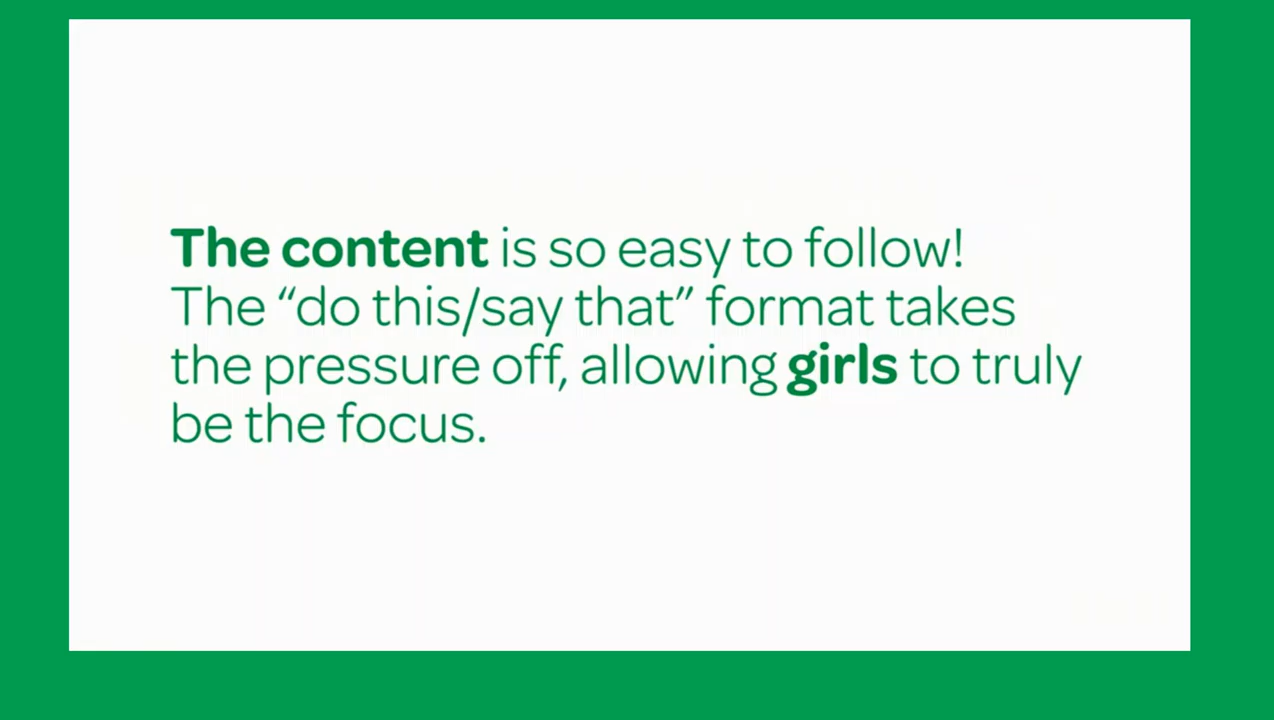 The content is so easy to follow!
The “do this/say that” format takes
the pressure off, allowing girls to truly
be the focus.